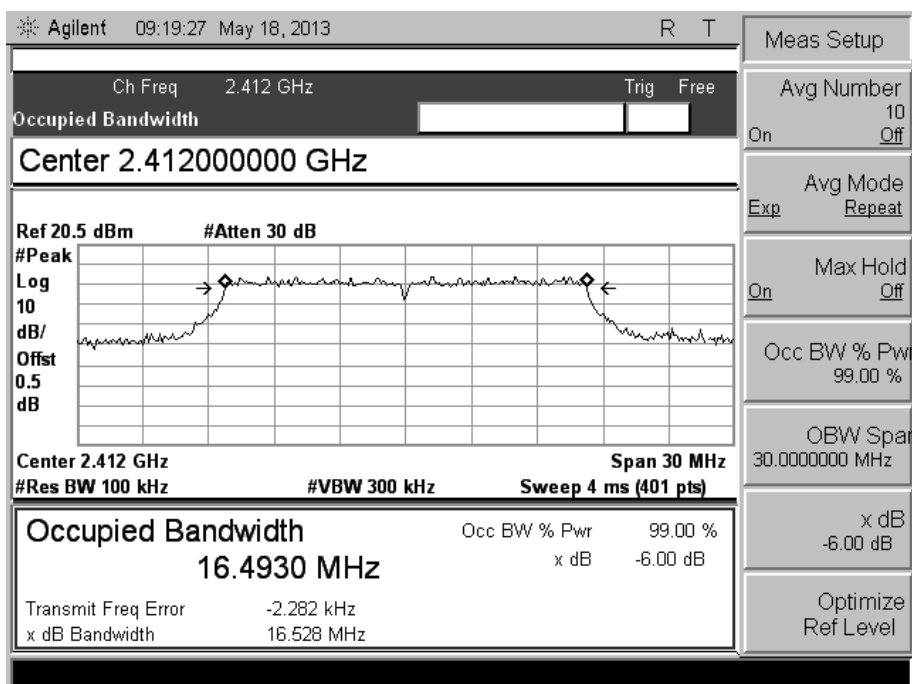 Agilent 09:19:27 May 18, 2013 R T
Ch Freq 2.412 GHz Trig Free
Occupied Bandwidth
Center 2.412000000 GHz
Ref 20.5 dBm #Atten 30 dB
#Peak
Log
10
dB/
Offst
0.5
dB
Center 2.412 GHz Span 30 MHz
#Res BW 100 kHz #VBW 300 kHz Sweep 4 ms (401 pts)
Occupied Bandwidth
16.4930 MHz
Occ BW % Pwr 99.00 %
x dB -6.00 dB
Transmit Freq Error -2.282 kHz
x dB Bandwidth 16.528 MHz
Meas Setup
Avg Number
10
On Off
Avg Mode
Exp Repeat
Max Hold
On Off
Occ BW % Pwr
99.00 %
OBW Spar
30.0000000 MHz
x dB
-6.00 dB
Optimize
Ref Level